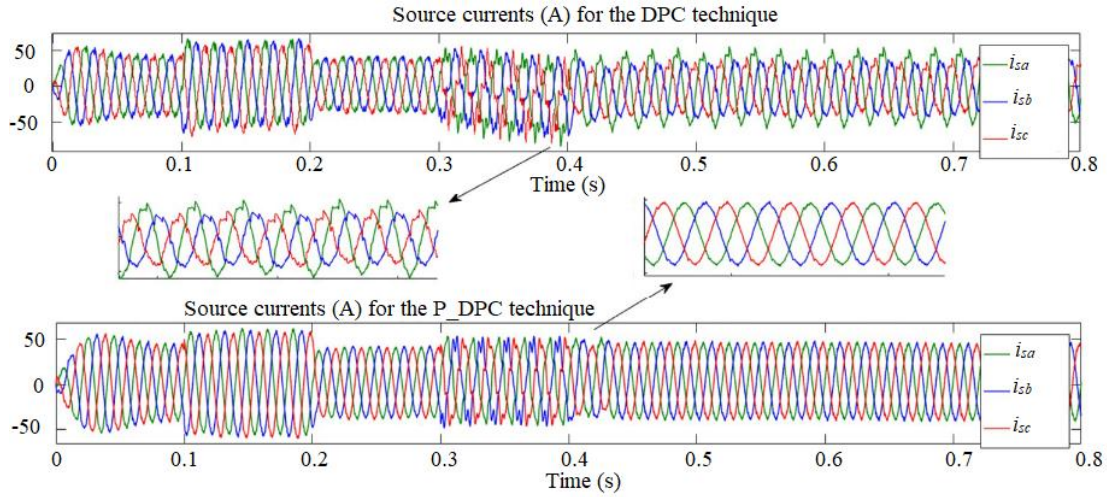 Source currents (A) for the DPC technique
50
0
-50
isa
isb
isc
0 0.1 0.2 0.3 0.4 0.5 0.6 0.7 0.8
Time (s)
Source currents (A) for the P_DPC technique
50
0
-50
isa
isb
isc
0 0.1 0.2 0.3 0.4 0.5 0.6 0.7 0.8
Time (s)